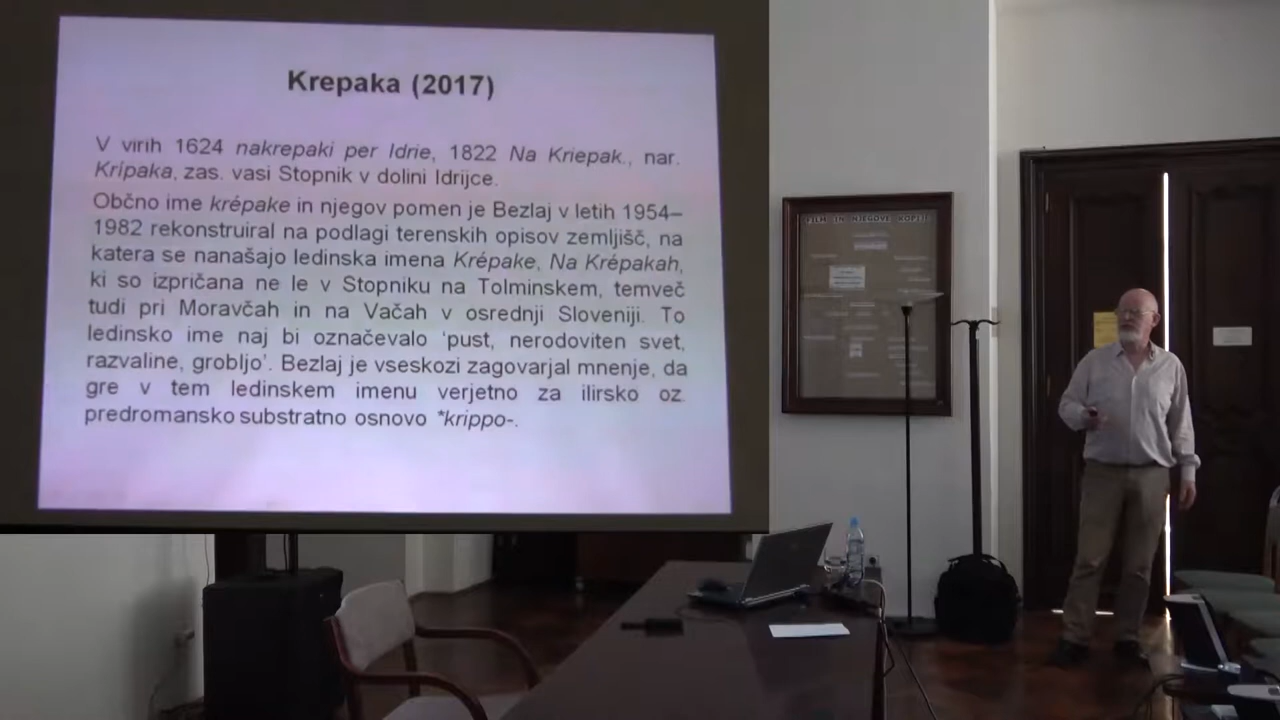 Krepaka (2017)
V virih 1624 nakrepaki per Idrie, 1822 Na Kriepak., nar.
Krípaka, zas. vasi Stopnik v dolini Idrijce.
Občno ime krépake in njegov pomen je Bezlaj v letih 1954–
1982 rekonstruiral na podlagi terenskih opisov zemljišč, na
katera se nanašajo ledinska imena Krépake, Na Krépakah,
ki so izpričana ne le v Stopniku na Tolminskem, temveč
tudi pri Moravčah in na Vačah v osrednji Sloveniji. To
ledinsko ime naj bi označevalo ‘pust, nerodoviten svet,
razvaline, grobljo’. Bezlaj je vseskozi zagovarjal mnenje, da
gre v tem ledinskem imenu verjetno za ilirsko oz.
predromansko substratno osnovo *krippo-.
FILM IN NJEGOVE KOPIJE